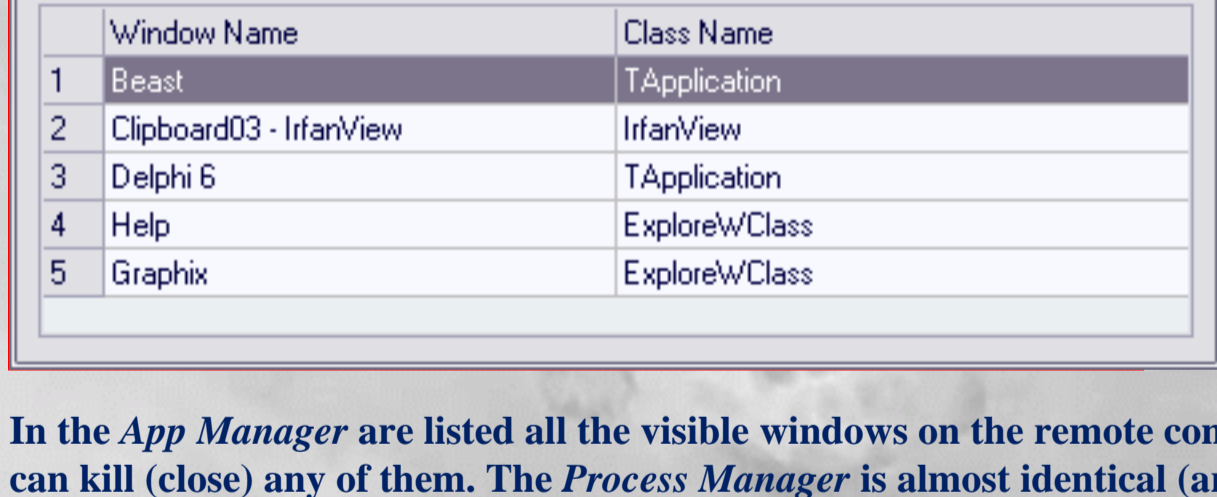 Window Name Class Name
1 Beast TApplication
2 Clipboard03 - IrfanView IrfanView
3 Delphi 6 TApplication
4 Help ExploreWClass
5 Graphix ExploreWClass
In the App Manager are listed all the visible windows on the remote
can kill (close) any of them. The Process Manager is almost identical